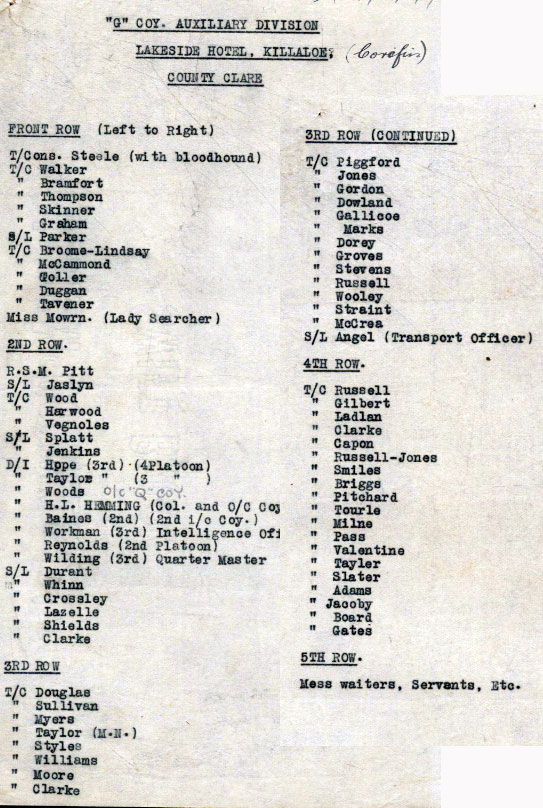 "G" COY. AUXILIARY DIVISION
LAKESIDE HOTEL, KILLALOE, (Corofin)
COUNTY CLARE
FRONT ROW (Left to Right)
T/Cons. Steele (with bloodhound)
T/C Walker
" Bramfort
" Thompson
" Skinner
" Graham
S/L Parker
T/C Broome-Lindsay
" McCammond
" Goller
" Duggan
" Tavener
Miss Mowrn. (Lady Searcher)
2ND ROW.
R.S.M. Pitt
S/L Jaslyn
T/C Wood
" Harwood
" Vegnoles
S/L Splatt
" Jenkins
D/I Hppe (3rd) (4Platoon)
" Taylor " (3 " )
" Woods O/C "Q" COY.
" H.L. HEMMING (Col. and O/C Coy
" Baines (2nd) (2nd i/c Coy.)
" Workman (3rd) Intelligence Offi
" Reynolds (2nd Platoon)
" Wilding (3rd) Quarter Master
S/L Durant
" Whinn
" Crossley
" Lazelle
" Shields
" Clarke
3RD ROW
T/C Douglas
" Sullivan
" Myers
" Taylor (M.N.)
" Styles
" Williams
" Moore
" Clarke
3RD ROW (CONTINUED)
T/C Piggford
" Jones
" Gordon
" Dowland
" Gallicoe
" Marks
" Dorey
" Groves
" Stevens
" Russell
" Wooley
" Straint
" McCrea
S/L Angel (Transport Officer)
4TH ROW.
T/C Russell
" Gilbert
" Ladlan
" Clarke
" Capon
" Russell-Jones
" Smiles
" Briggs
" Pitchard
" Tourle
" Milne
" Pass
" Valentine
" Tayler
" Slater
" Adams
" Jacoby
" Board
" Gates
5TH ROW.
Mess waiters, Servants, Etc.